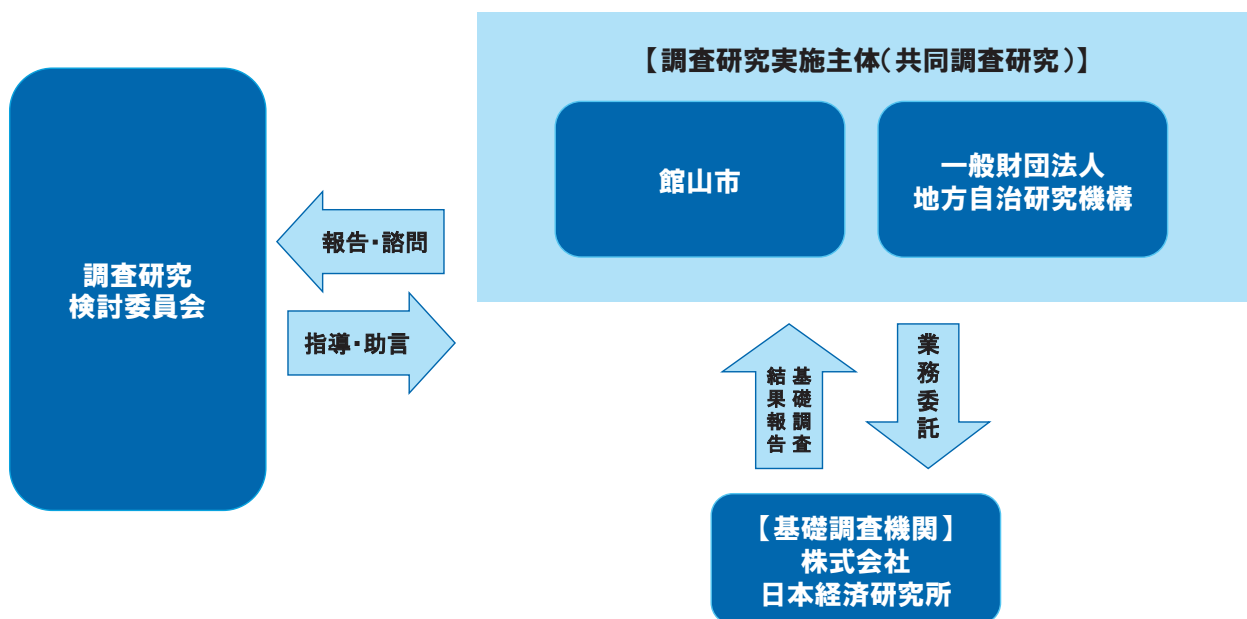 【調査研究実施主体(共同調査研究)】
館山市
一般財団法人
地方自治研究機構
調査研究
検討委員会
報告・諮問
指導・助言
基礎調査
結果報告
業務委託
【基礎調査機関】
株式会社
日本経済研究所